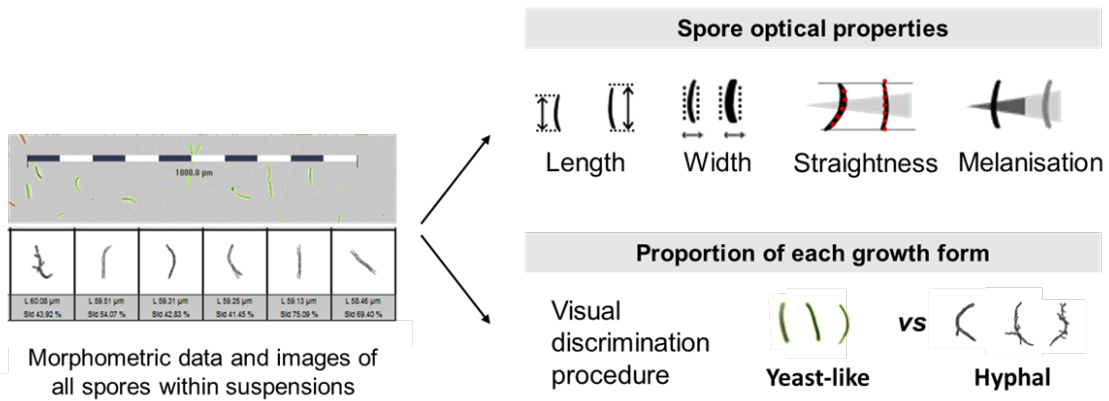 Spore optical properties
Length
Width
Straightness
Melanisation
1000.0 µm
L 60.08 µm
Sld 43.92 %
L 59.51 µm
Sld 54.07 %
L 59.31 µm
Sld 42.83 %
L 59.25 µm
Sld 41.45 %
L 59.13 µm
Sld 75.09 %
L 58.46 µm
Sld 69.40 %
Morphometric data and images of
all spores within suspensions
Proportion of each growth form
Visual
discrimination
procedure
Yeast-like
vs
Hyphal